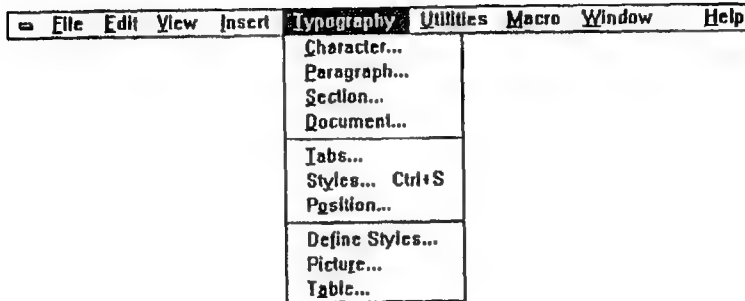 File Edit View Insert Typography Utilities Macro Window Help
Character...
Paragraph...
Section...
Document...
Tabs...
Styles... Ctrl+S
Position...
Define Styles...
Picture...
Table...